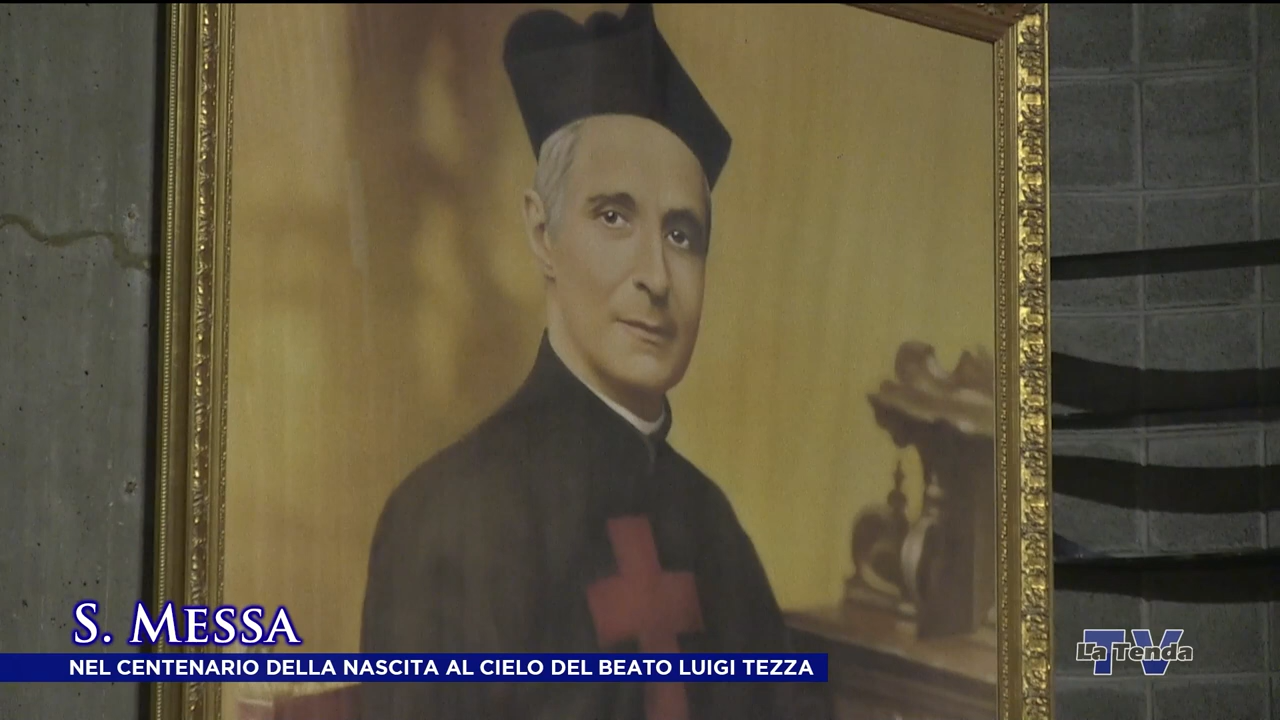 S. Messa
NEL CENTENARIO DELLA NASCITA AL CIELO DEL BEATO LUIGI TEZZA
TV
La Tenda